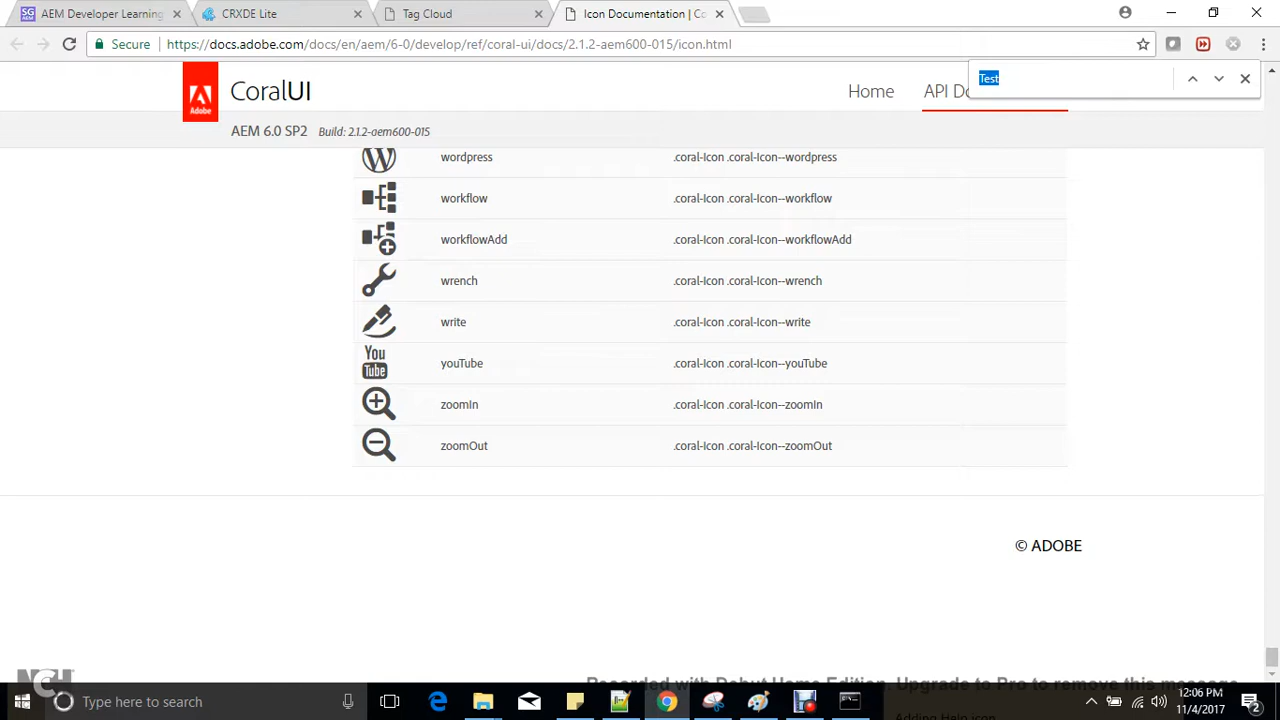 AEM Developer Learning
CRXDE Lite
Tag Cloud
Icon Documentation | Co
Secure
https://docs.adobe.com/docs/en/aem/6-0/develop/ref/coral-ui/docs/2.1.2-aem600-015/icon.html
Test
Adobe
CoralUI
Home
API Do
AEM 6.0 SP2 Build: 2.1.2-aem600-015
wordpress .coral-Icon .coral-Icon--wordpress
workflow .coral-Icon .coral-Icon--workflow
workflowAdd .coral-Icon .coral-Icon--workflowAdd
wrench .coral-Icon .coral-Icon--wrench
write .coral-Icon .coral-Icon--write
You
Tube
youTube .coral-Icon .coral-Icon--youTube
zoomIn .coral-Icon .coral-Icon--zoomIn
zoomOut .coral-Icon .coral-Icon--zoomOut
© ADOBE
NCH
Recorded with Debut Home Edition. Upgrade to Pro to remove this message
Type here to search
12:06 PM
11/4/2017
2
Adding Halo icon